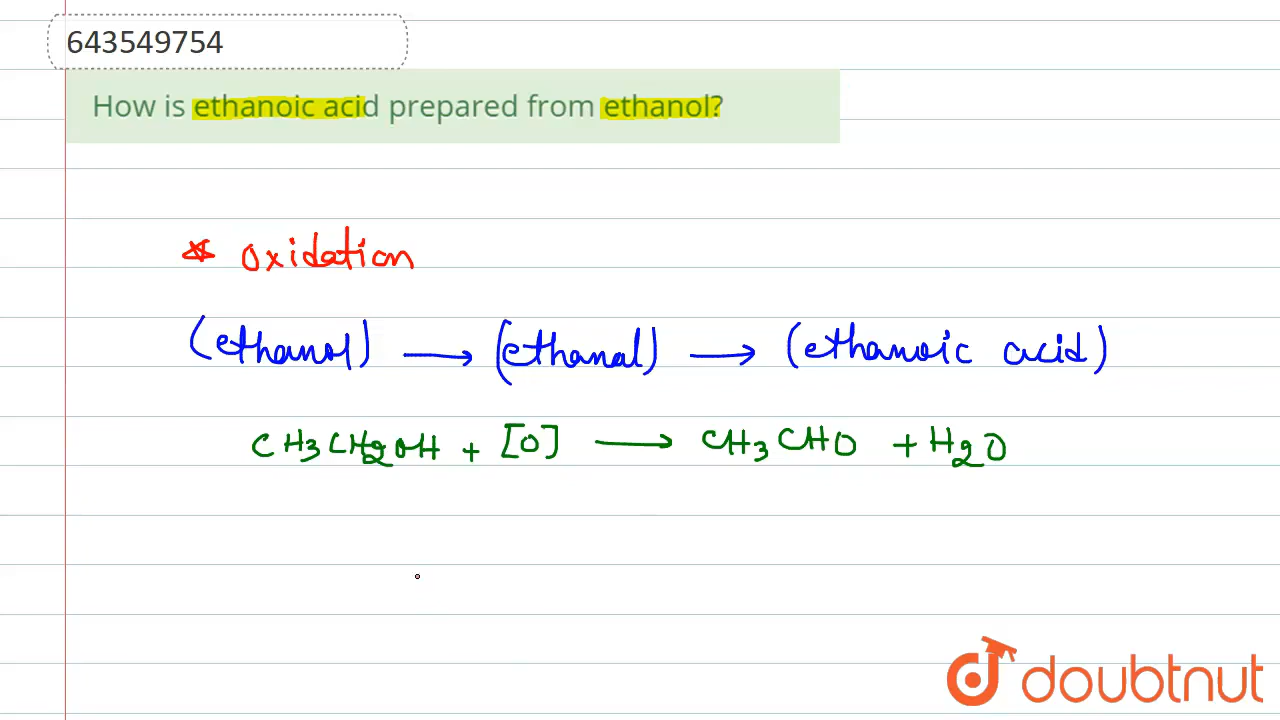 643549754
How is ethanoic acid prepared from ethanol?
* oxidation
(ethanol) → (ethanal) → (ethanoic acid)
CH3CH2OH + [O] → CH3CHO + H2O
doubtnut